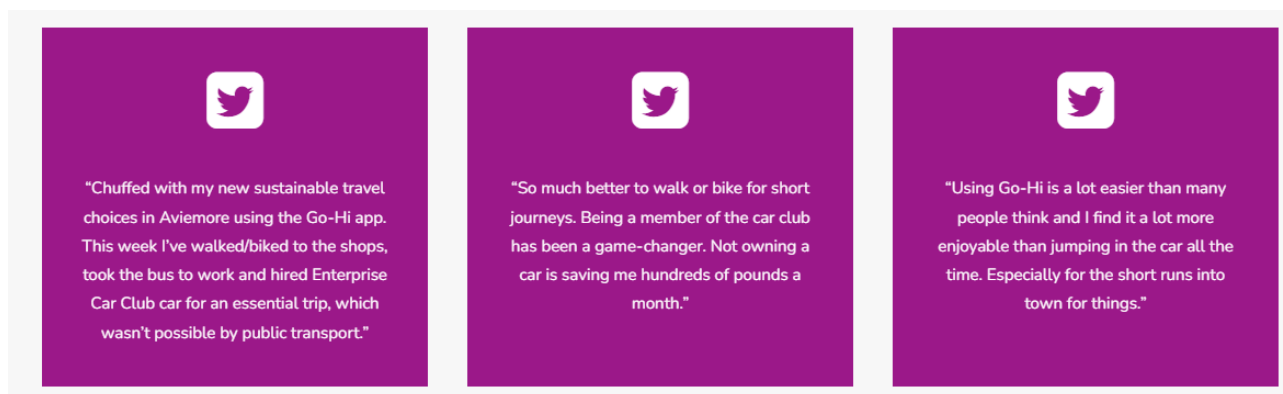 “Chuffed with my new sustainable travel
choices in Aviemore using the Go-Hi app.
This week I’ve walked/biked to the shops,
took the bus to work and hired Enterprise
Car Club car for an essential trip, which
wasn’t possible by public transport.”
“So much better to walk or bike for short
journeys. Being a member of the car club
has been a game-changer. Not owning a
car is saving me hundreds of pounds a
month.”
“Using Go-Hi is a lot easier than many
people think and I find it a lot more
enjoyable than jumping in the car all the
time. Especially for the short runs into
town for things.”